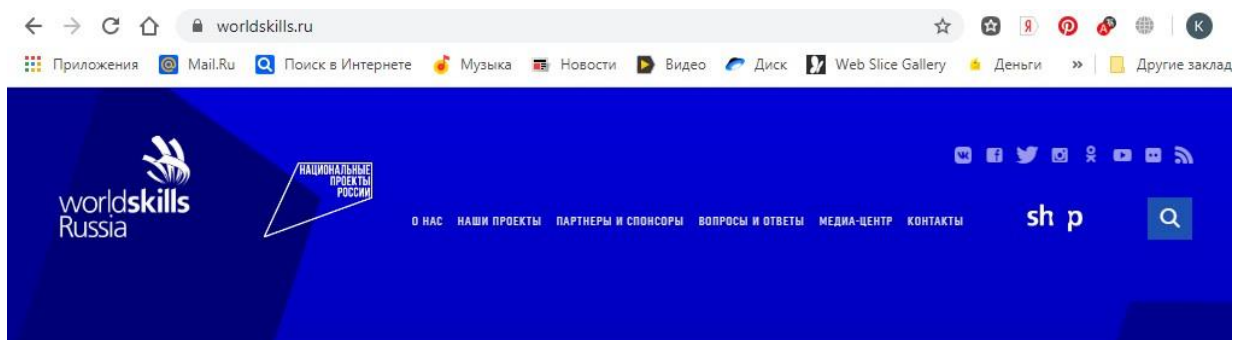 worldskills.ru
Приложения Mail.Ru Поиск в Интернете Музыка Новости Видео Диск Web Slice Gallery Деньги » Другие заклад
worldskills
Russia
НАЦИОНАЛЬНЫЕ
ПРОЕКТЫ
РОССИИ
О НАС НАШИ ПРОЕКТЫ ПАРТНЕРЫ И СПОНСОРЫ ВОПРОСЫ И ОТВЕТЫ МЕДИА-ЦЕНТР КОНТАКТЫ
sh p